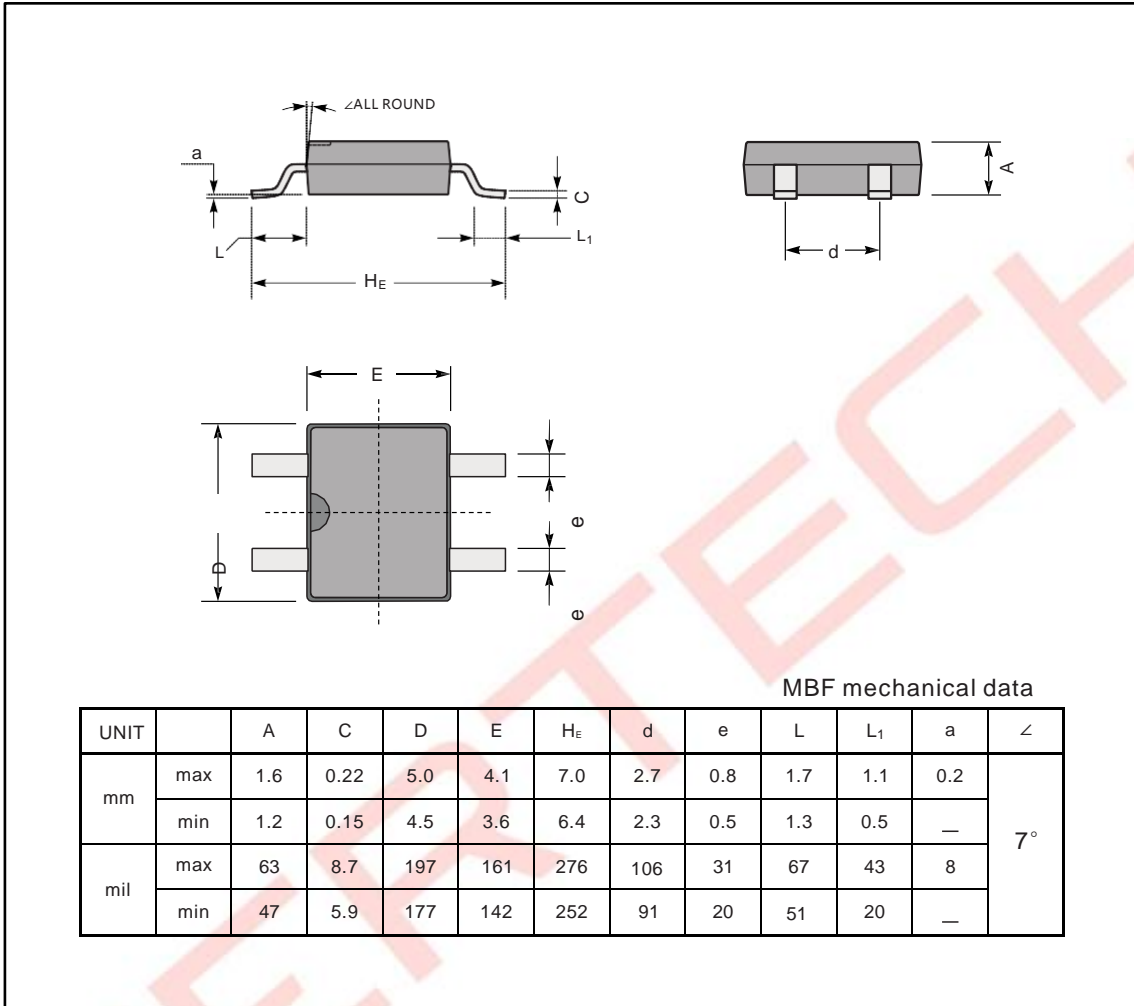 ∠ALL ROUND
a
C
A
L
L₁
d
Hᴇ
E
D
e
e
MBF mechanical data
UNIT A C D E Hᴇ d e L L₁ a ∠
mm max 1.6 0.22 5.0 4.1 7.0 2.7 0.8 1.7 1.1 0.2 7°
min 1.2 0.15 4.5 3.6 6.4 2.3 0.5 1.3 0.5 —
mil max 63 8.7 197 161 276 106 31 67 43 8
min 47 5.9 177 142 252 91 20 51 20 —
ERTECH